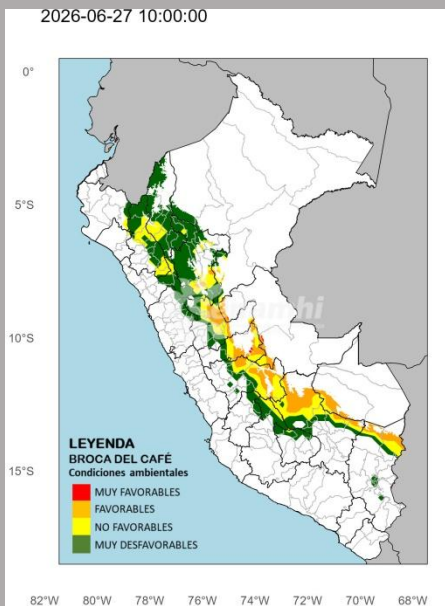 2026-06-27 10:00:00
0°
5°S
10°S
15°S
senamhi
LEYENDA
BROCA DEL CAFÉ
Condiciones ambientales
MUY FAVORABLES
FAVORABLES
NO FAVORABLES
MUY DESFAVORABLES
82°W 80°W 78°W 76°W 74°W 72°W 70°W 68°W